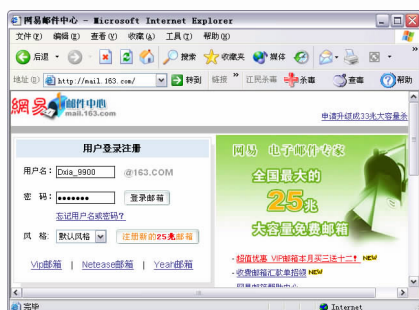 网易邮件中心 - Microsoft Internet Explorer
文件(F) 编辑(E) 查看(V) 收藏(A) 工具(T) 帮助(H)
后退 搜索 收藏夹 媒体
地址(D) http://mail.163.com/ 转到 链接 » 江民杀毒 杀毒 查毒 帮助
網易 邮件中心
mail.163.com
申请升级成33兆大容量杀
用户登录注册
用户名: Dxia_9900 @163.COM
密 码: ●●●●●●● 登录邮箱
忘记用户名或密码?
风 格: 默认风格 注册新的25兆邮箱
Vip邮箱 | Netease邮箱 | Yeah邮箱
网易 电子邮件专家
全国最大的
25兆
大容量免费邮箱
- 超值优惠 VIP邮箱本月买三送十二! NEW
- 收费邮箱汇款单招领 NEW
完毕 Internet